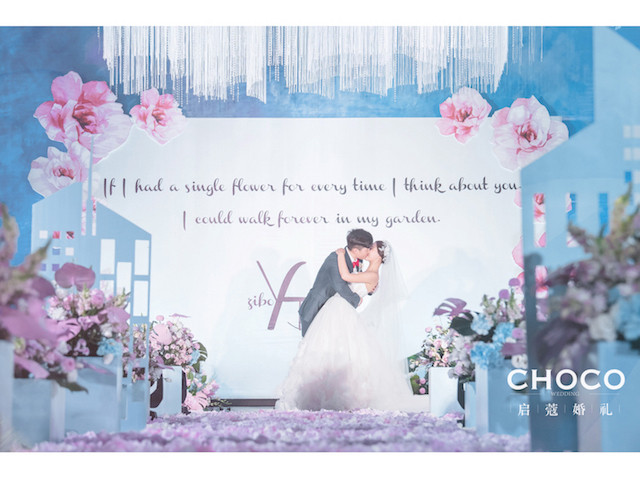 If I had a single flower for every time I think about you
I could walk forever in my garden.
zibo
YF
CHOCO
WEDDING
启 | 蔻 | 婚 | 礼